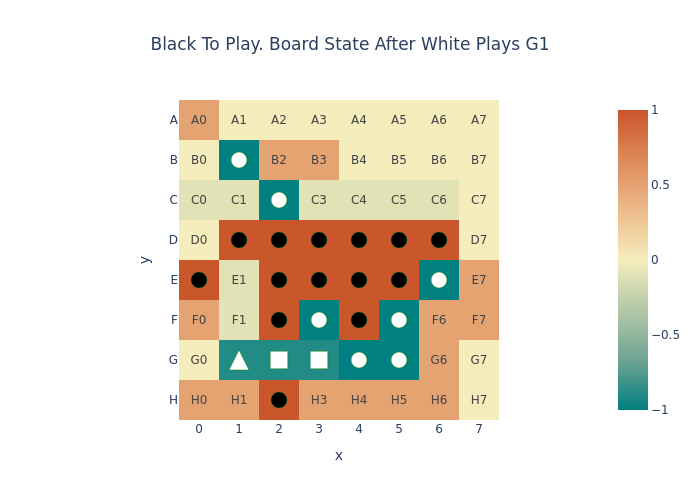 Black To Play. Board State After White Plays G1
A A0 A1 A2 A3 A4 A5 A6 A7
B B0 B2 B3 B4 B5 B6 B7
C C0 C1 C3 C4 C5 C6 C7
D D0 D7
E E1 E7
F F0 F1 F6 F7
G G0 G6 G7
H H0 H1 H3 H4 H5 H6 H7
0 1 2 3 4 5 6 7
x
y
1
0.5
0
−0.5
−1